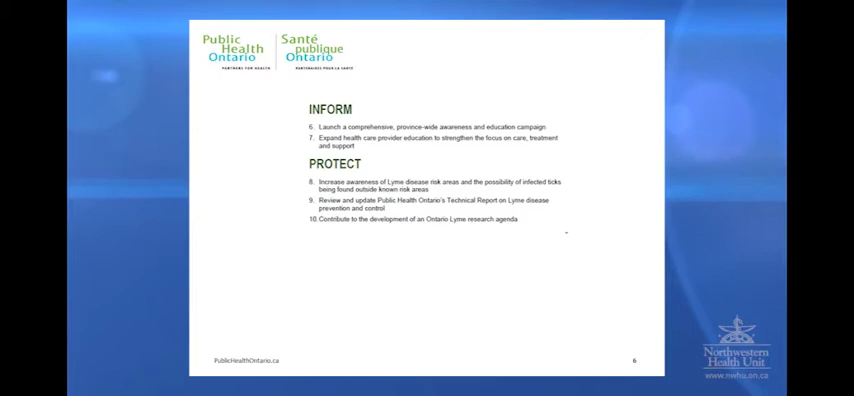 Public
Health
Ontario
PARTNERS FOR HEALTH
Santé
publique
Ontario
PARTENAIRES POUR LA SANTÉ
INFORM
6. Launch a comprehensive, province-wide awareness and education campaign
7. Expand health care provider education to strengthen the focus on care, treatment
and support
PROTECT
8. Increase awareness of Lyme disease risk areas and the possibility of infected ticks
being found outside known risk areas
9. Review and update Public Health Ontario's Technical Report on Lyme disease
prevention and control
10. Contribute to the development of an Ontario Lyme research agenda
PublicHealthOntario.ca
6
Northwestern
Health Unit
www.nwhu.on.ca